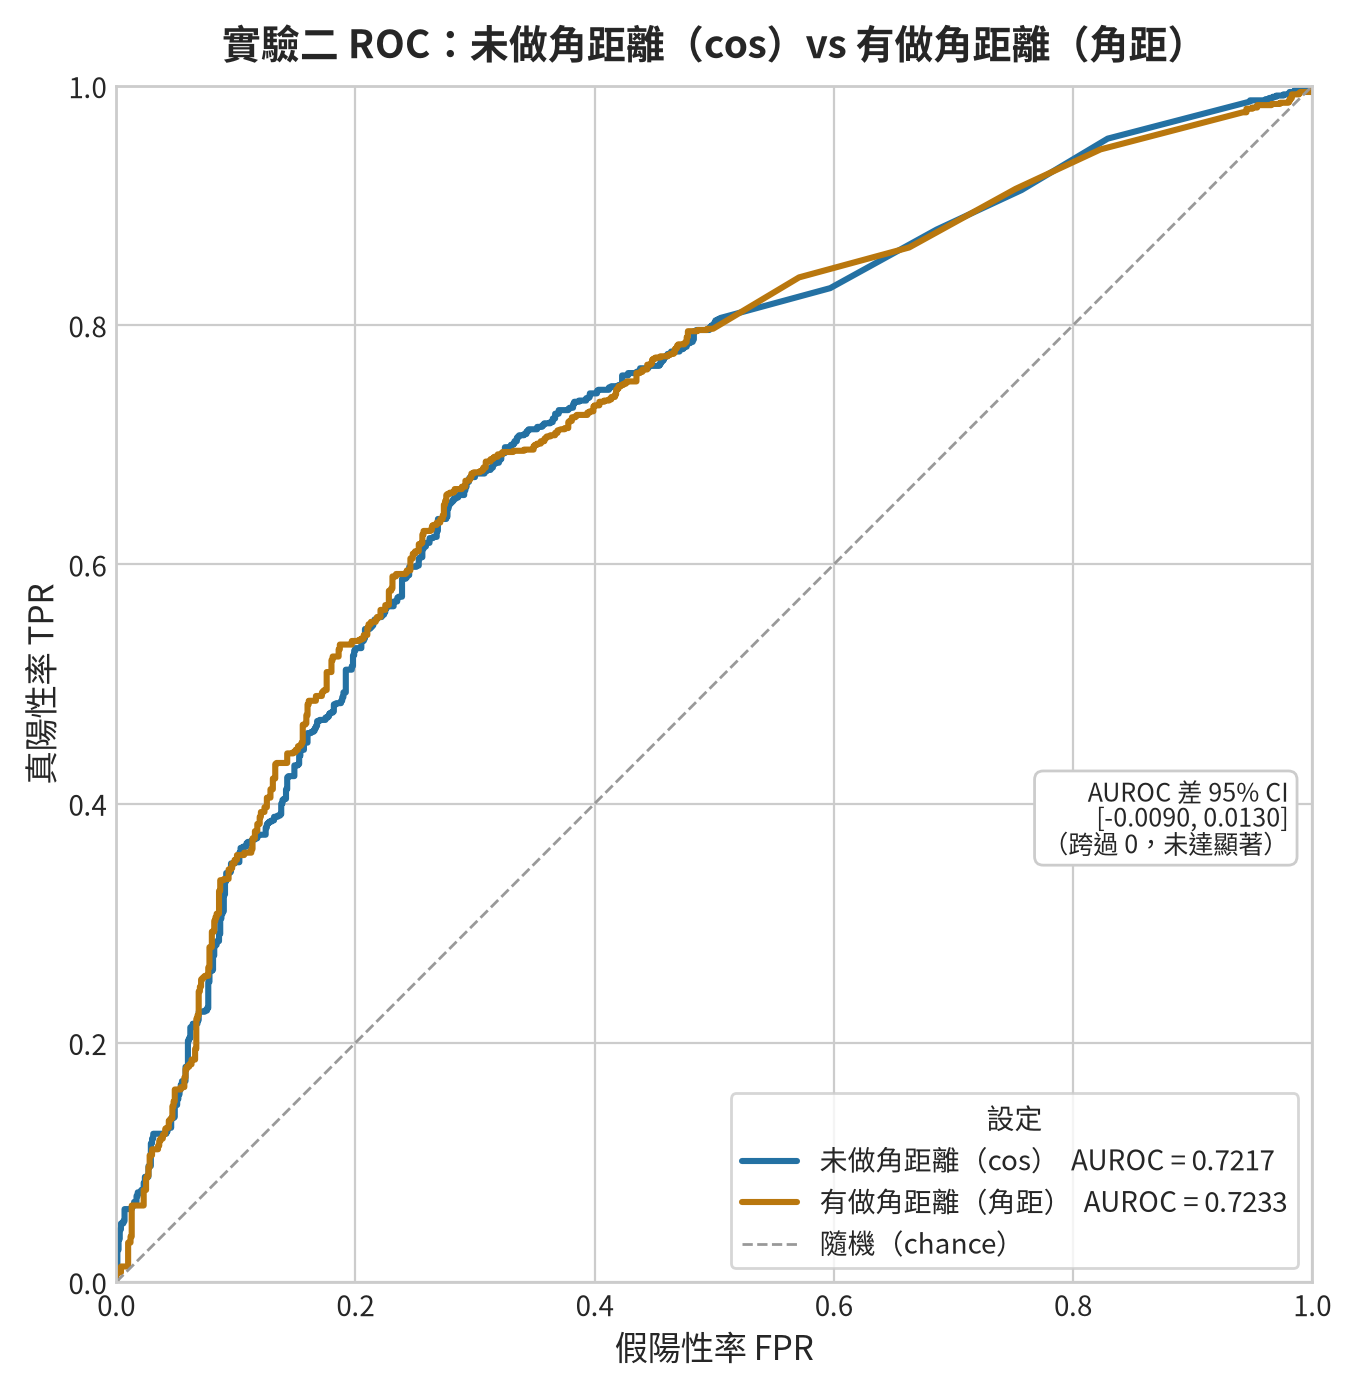 實驗二 ROC：未做角距離（cos）vs 有做角距離（角距）
1.0
0.8
0.6
0.4
0.2
0.0
真陽性率 TPR
AUROC 差 95% CI
[-0.0090, 0.0130]
（跨過 0，未達顯著）
設定
未做角距離（cos） AUROC = 0.7217
有做角距離（角距） AUROC = 0.7233
隨機（chance）
0.0 0.2 0.4 0.6 0.8 1.0
假陽性率 FPR